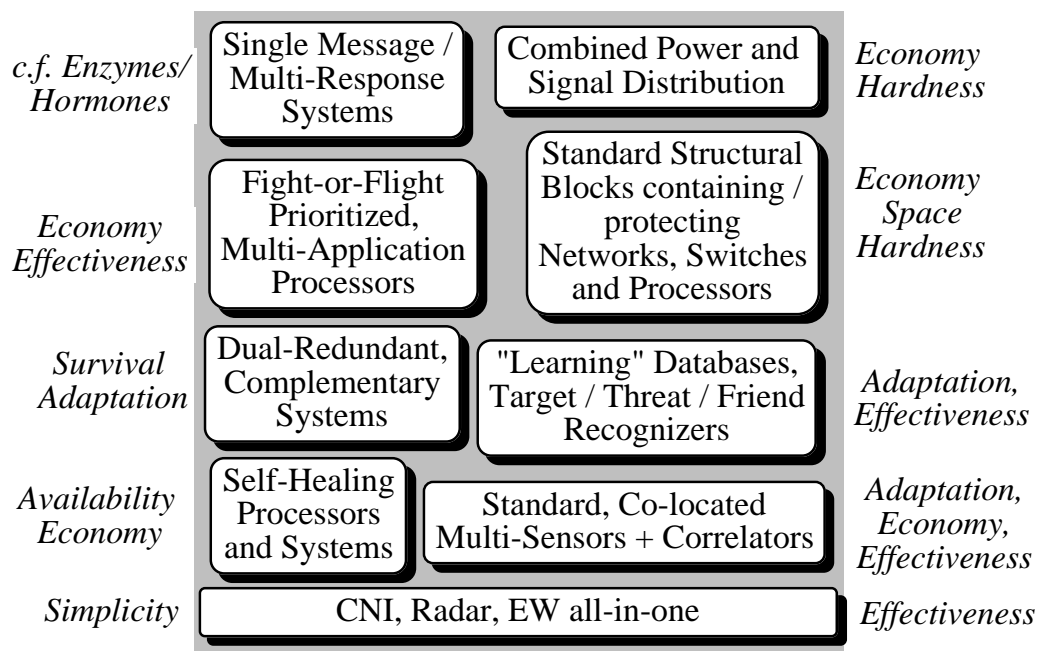 c.f. Enzymes/
Hormones
Single Message /
Multi-Response
Systems
Combined Power and
Signal Distribution
Economy
Hardness
Economy
Effectiveness
Fight-or-Flight
Prioritized,
Multi-Application
Processors
Standard Structural
Blocks containing /
protecting
Networks, Switches
and Processors
Economy
Space
Hardness
Survival
Adaptation
Dual-Redundant,
Complementary
Systems
"Learning" Databases,
Target / Threat / Friend
Recognizers
Adaptation,
Effectiveness
Availability
Economy
Self-Healing
Processors
and Systems
Standard, Co-located
Multi-Sensors + Correlators
Adaptation,
Economy,
Effectiveness
Simplicity
CNI, Radar, EW all-in-one
Effectiveness